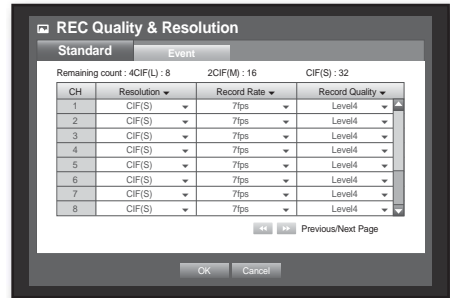 REC Quality & Resolution
Standard Event
Remaining count : 4CIF(L) : 8 2CIF(M) : 16 CIF(S) : 32
CH Resolution Record Rate Record Quality
1 CIF(S) 7fps Level4
2 CIF(S) 7fps Level4
3 CIF(S) 7fps Level4
4 CIF(S) 7fps Level4
5 CIF(S) 7fps Level4
6 CIF(S) 7fps Level4
7 CIF(S) 7fps Level4
8 CIF(S) 7fps Level4
Previous/Next Page
OK Cancel